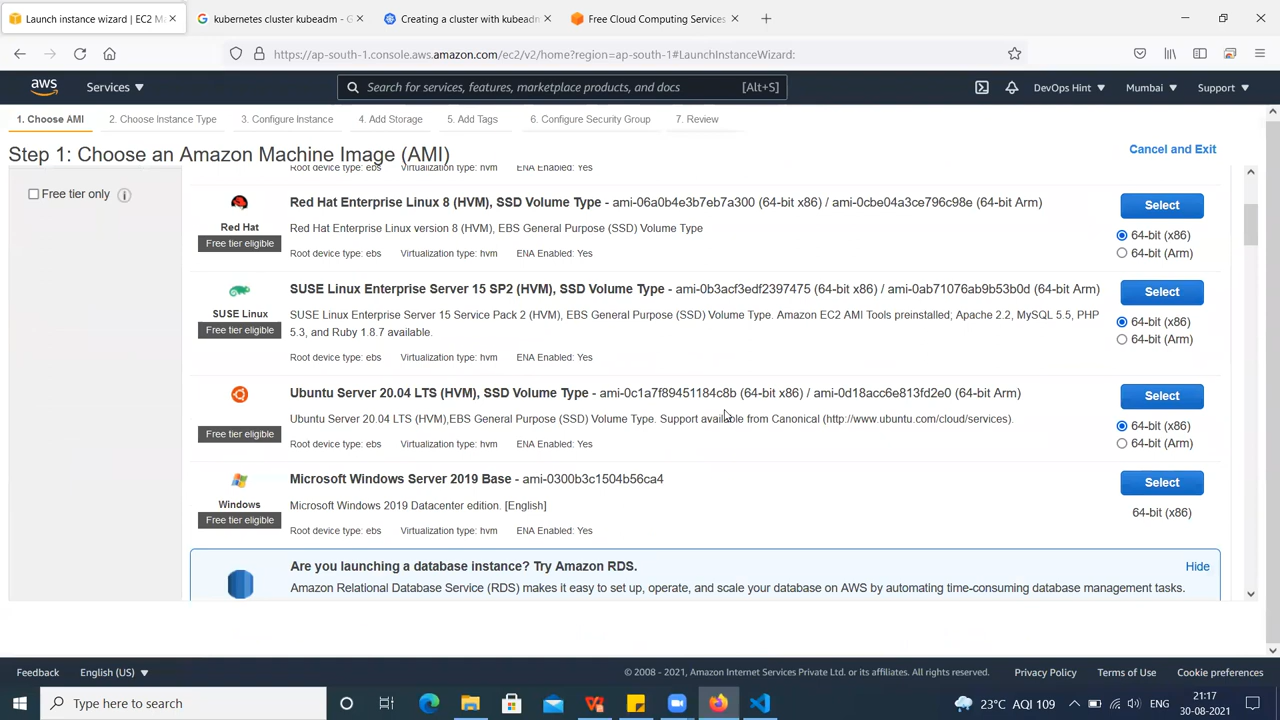 Launch instance wizard | EC2 Ma
kubernetes cluster kubeadm - G
Creating a cluster with kubeadm
Free Cloud Computing Services
https://ap-south-1.console.aws.amazon.com/ec2/v2/home?region=ap-south-1#LaunchInstanceWizard:
aws
Services
Search for services, features, marketplace products, and docs [Alt+S]
DevOps Hint
Mumbai
Support
1. Choose AMI
2. Choose Instance Type
3. Configure Instance
4. Add Storage
5. Add Tags
6. Configure Security Group
7. Review
Step 1: Choose an Amazon Machine Image (AMI)
Cancel and Exit
Root device type: ebs Virtualization type: hvm ENA Enabled: Yes
Free tier only
Red Hat
Free tier eligible
Red Hat Enterprise Linux 8 (HVM), SSD Volume Type - ami-06a0b4e3b7eb7a300 (64-bit x86) / ami-0cbe04a3ce796c98e (64-bit Arm)
Red Hat Enterprise Linux version 8 (HVM), EBS General Purpose (SSD) Volume Type
Root device type: ebs Virtualization type: hvm ENA Enabled: Yes
Select
64-bit (x86)
64-bit (Arm)
SUSE Linux
Free tier eligible
SUSE Linux Enterprise Server 15 SP2 (HVM), SSD Volume Type - ami-0b3acf3edf2397475 (64-bit x86) / ami-0ab71076ab9b53b0d (64-bit Arm)
SUSE Linux Enterprise Server 15 Service Pack 2 (HVM), EBS General Purpose (SSD) Volume Type. Amazon EC2 AMI Tools preinstalled; Apache 2.2, MySQL 5.5, PHP
5.3, and Ruby 1.8.7 available.
Root device type: ebs Virtualization type: hvm ENA Enabled: Yes
Select
64-bit (x86)
64-bit (Arm)
Free tier eligible
Ubuntu Server 20.04 LTS (HVM), SSD Volume Type - ami-0c1a7f89451184c8b (64-bit x86) / ami-0d18acc6e813fd2e0 (64-bit Arm)
Ubuntu Server 20.04 LTS (HVM),EBS General Purpose (SSD) Volume Type. Support available from Canonical (http://www.ubuntu.com/cloud/services).
Root device type: ebs Virtualization type: hvm ENA Enabled: Yes
Select
64-bit (x86)
64-bit (Arm)
Windows
Free tier eligible
Microsoft Windows Server 2019 Base - ami-0300b3c1504b56ca4
Microsoft Windows 2019 Datacenter edition. [English]
Root device type: ebs Virtualization type: hvm ENA Enabled: Yes
Select
64-bit (x86)
Are you launching a database instance? Try Amazon RDS.
Hide
Amazon Relational Database Service (RDS) makes it easy to set up, operate, and scale your database on AWS by automating time-consuming database management tasks.
Feedback
English (US)
© 2008 - 2021, Amazon Internet Services Private Ltd. or its affiliates. All rights reserved.
Privacy Policy
Terms of Use
Cookie preferences
Type here to search
23°C AQI 109
ENG
21:17
30-08-2021